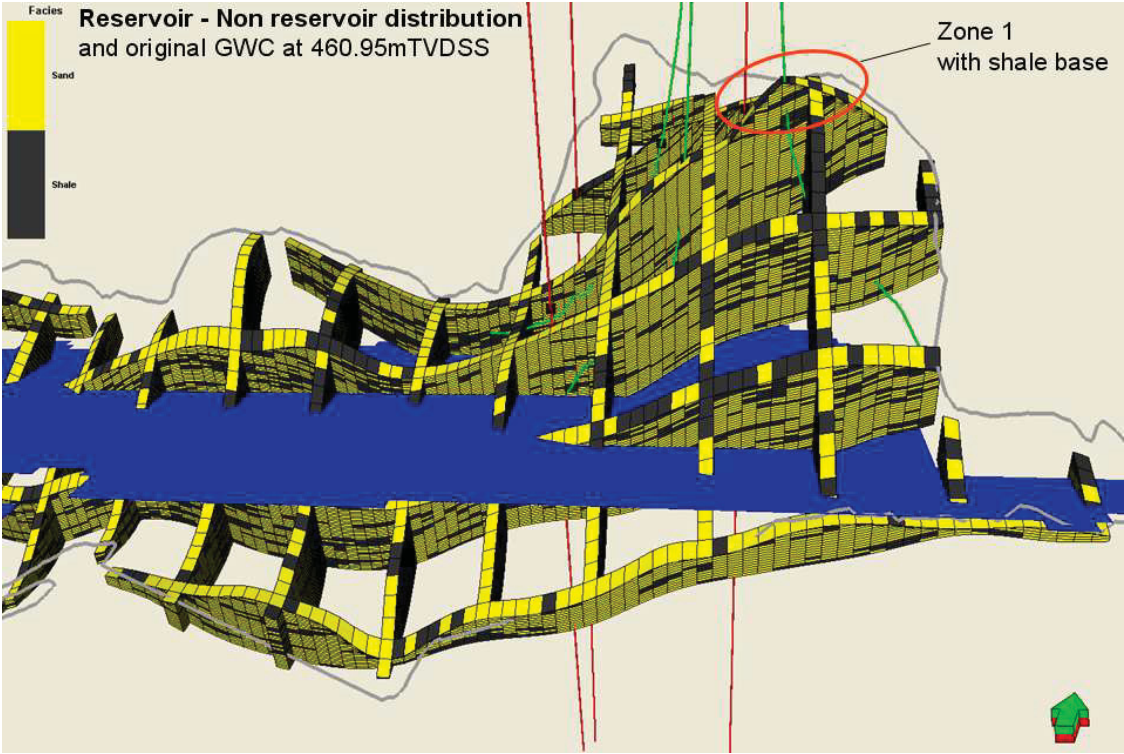 Facies
Sand
Shale
Reservoir - Non reservoir distribution
and original GWC at 460.95mTVDSS
Zone 1
with shale base